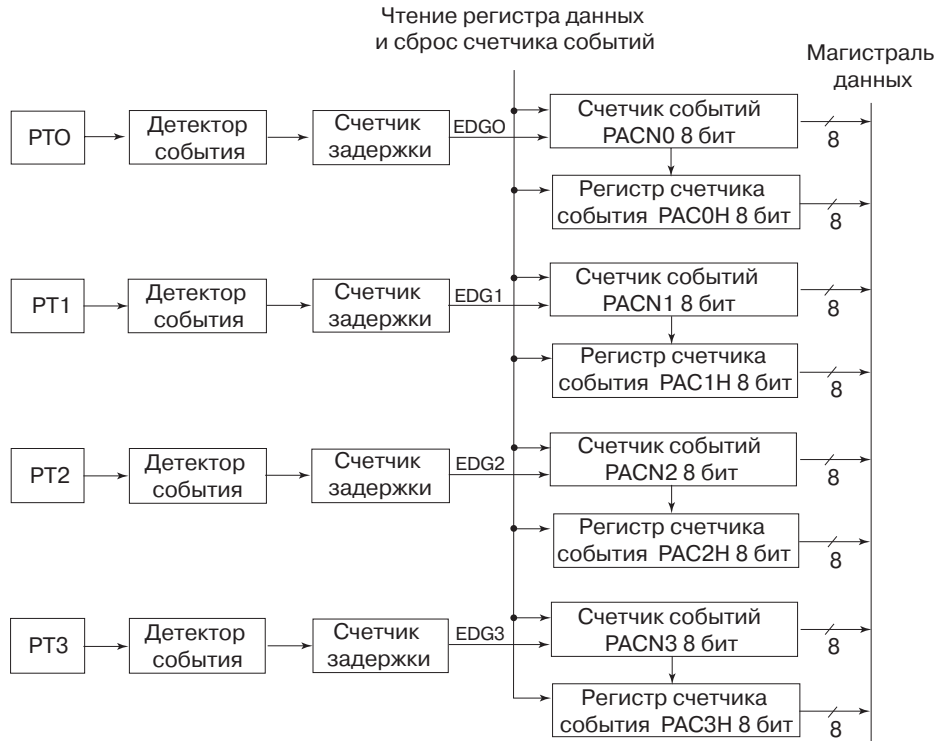 Чтение регистра данных
и сброс счетчика событий
Магистраль
данных
PTO
Детектор
события
Счетчик
задержки
EDGO
Счетчик событий
PACN0 8 бит
8
Регистр счетчика
события PAC0H 8 бит
8
PT1
Детектор
события
Счетчик
задержки
EDG1
Счетчик событий
PACN1 8 бит
8
Регистр счетчика
события PAC1H 8 бит
8
PT2
Детектор
события
Счетчик
задержки
EDG2
Счетчик событий
PACN2 8 бит
8
Регистр счетчика
события PAC2H 8 бит
8
PT3
Детектор
события
Счетчик
задержки
EDG3
Счетчик событий
PACN3 8 бит
8
Регистр счетчика
события PAC3H 8 бит
8